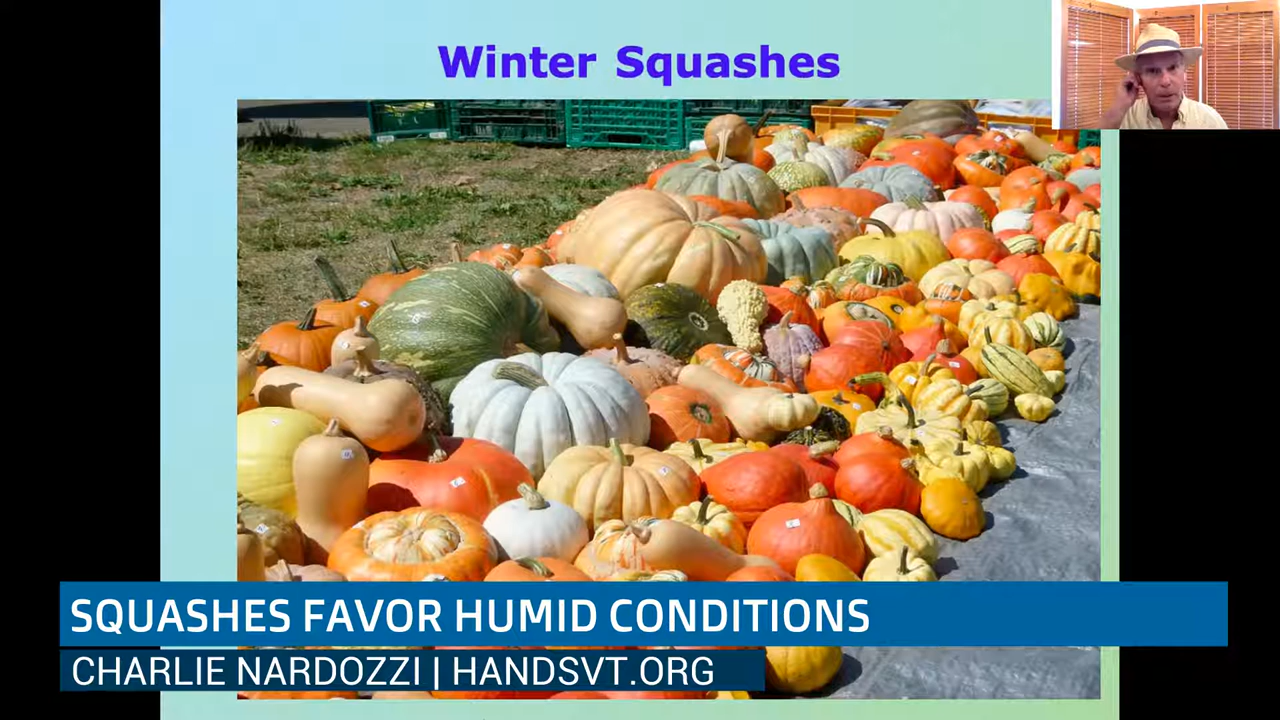 Winter Squashes
SQUASHES FAVOR HUMID CONDITIONS
CHARLIE NARDOZZI | HANDSVT.ORG